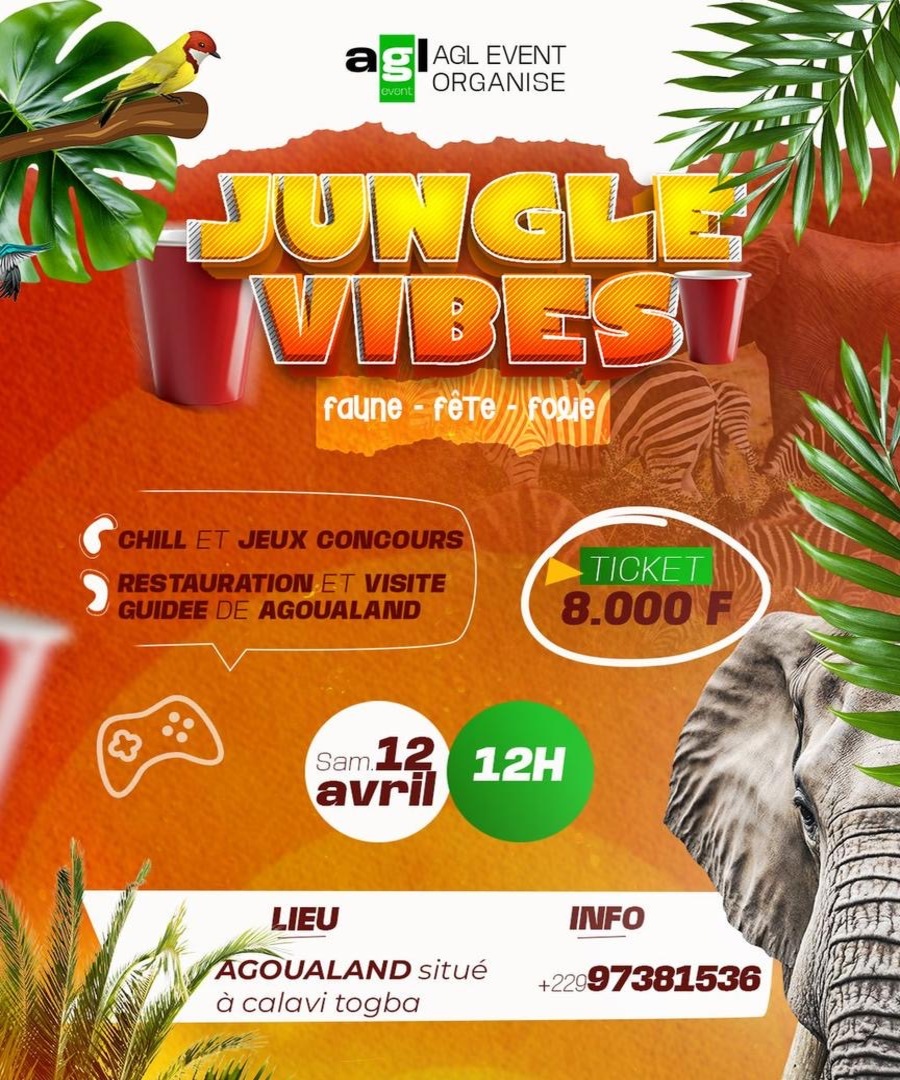 agl
event
AGL EVENT
ORGANISE
JUNGLE
VIBES
faune - fête - folie
CHILL ET JEUX CONCOURS
RESTAURATION ET VISITE
GUIDEE DE AGOUALAND
TICKET
8.000 F
Sam.12
avril
12H
LIEU
AGOUALAND situé
à calavi togba
INFO
+22997381536